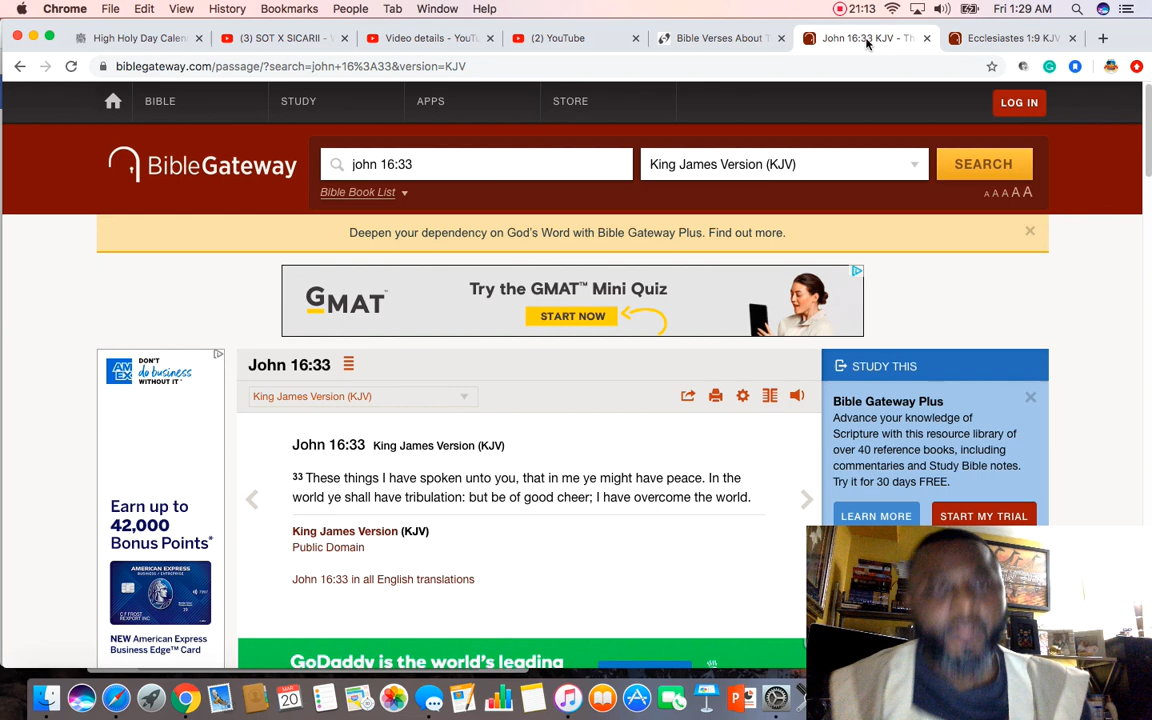 Chrome File Edit View History Bookmarks People Tab Window Help 21:13 Fri 1:29 AM
High Holy Day Calen (3) SOT X SICARII - Video details - YouTu (2) YouTube Bible Verses About T John 16:33 KJV - Th Ecclesiastes 1:9 KJV
biblegateway.com/passage/?search=john+16%3A33&version=KJV
BIBLE STUDY APPS STORE LOG IN
BibleGateway john 16:33 King James Version (KJV) SEARCH
Bible Book List A A A A A
Deepen your dependency on God's Word with Bible Gateway Plus. Find out more.
GMAT™ Try the GMAT™ Mini Quiz
START NOW
AM EX DON'T do business WITHOUT IT
Earn up to
42,000
Bonus Points*
AMERICAN EXPRESS
C F FROST
NEW American Express
Business Edge™ Card
John 16:33
King James Version (KJV)
John 16:33 King James Version (KJV)
33 These things I have spoken unto you, that in me ye might have peace. In the
world ye shall have tribulation: but be of good cheer; I have overcome the world.
King James Version (KJV)
Public Domain
John 16:33 in all English translations
GoDaddy is the world's leading
STUDY THIS
Bible Gateway Plus
Advance your knowledge of
Scripture with this resource library of
over 40 reference books, including
commentaries and Study Bible notes.
Try it for 30 days FREE.
LEARN MORE START MY TRIAL
MAR
20